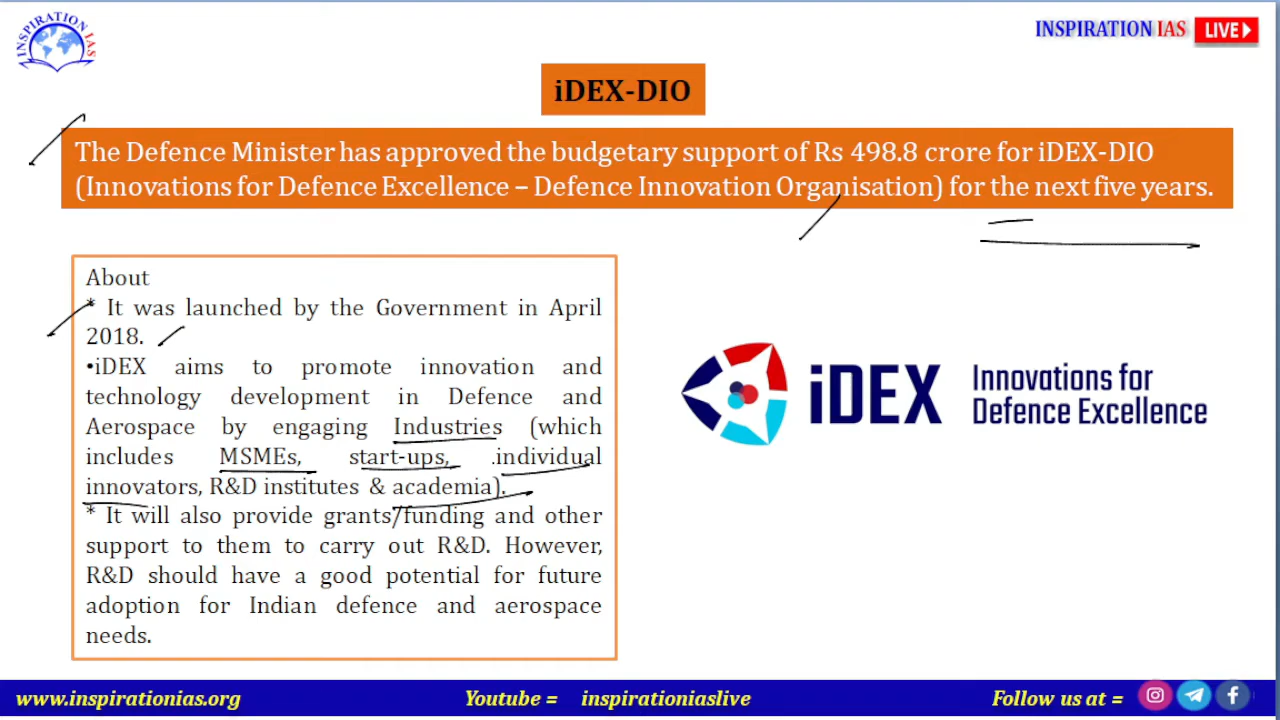 INSPIRATION IAS
INSPIRATION IAS LIVE
iDEX-DIO
The Defence Minister has approved the budgetary support of Rs 498.8 crore for iDEX-DIO
(Innovations for Defence Excellence – Defence Innovation Organisation) for the next five years.
About
* It was launched by the Government in April
2018.
•iDEX aims to promote innovation and
technology development in Defence and
Aerospace by engaging Industries (which
includes MSMEs, start-ups, .individual
innovators, R&D institutes & academia).
* It will also provide grants/funding and other
support to them to carry out R&D. However,
R&D should have a good potential for future
adoption for Indian defence and aerospace
needs.
iDEX
Innovations for
Defence Excellence
www.inspirationias.org Youtube = inspirationiaslive Follow us at =